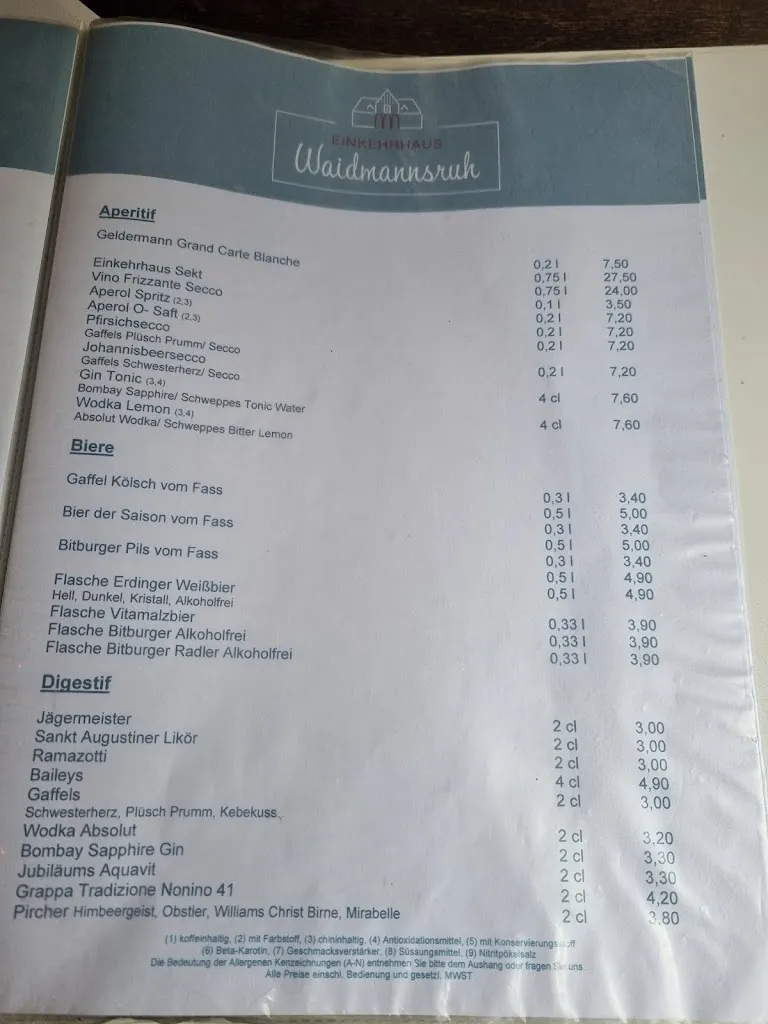 EINKEHRHAUS
Waidmannsruh
Aperitif
Geldermann Grand Carte Blanche 0,2 l 7,50
0,75 l 27,50
Einkehrhaus Sekt 0,75 l 24,00
Vino Frizzante Secco 0,1 l 3,50
Aperol Spritz (2,3) 0,2 l 7,20
Aperol O- Saft (2,3) 0,2 l 7,20
Pfirsichsecco 0,2 l 7,20
Gaffels Plüsch Prumm/ Secco
Johannisbeersecco 0,2 l 7,20
Gaffels Schwesterherz/ Secco
Gin Tonic (3,4) 4 cl 7,60
Bombay Sapphire/ Schweppes Tonic Water
Wodka Lemon (3,4) 4 cl 7,60
Absolut Wodka/ Schweppes Bitter Lemon
Biere
Gaffel Kölsch vom Fass 0,3 l 3,40
0,5 l 5,00
Bier der Saison vom Fass 0,3 l 3,40
0,5 l 5,00
Bitburger Pils vom Fass 0,3 l 3,40
0,5 l 4,90
Flasche Erdinger Weißbier 0,5 l 4,90
Hell, Dunkel, Kristall, Alkoholfrei
Flasche Vitamalzbier 0,33 l 3,90
Flasche Bitburger Alkoholfrei 0,33 l 3,90
Flasche Bitburger Radler Alkoholfrei 0,33 l 3,90
Digestif
Jägermeister 2 cl 3,00
Sankt Augustiner Likör 2 cl 3,00
Ramazotti 2 cl 3,00
Baileys 4 cl 4,90
Gaffels 2 cl 3,00
Schwesterherz, Plüsch Prumm, Kebekuss,
Wodka Absolut 2 cl 3,20
Bombay Sapphire Gin 2 cl 3,30
Jubiläums Aquavit 2 cl 3,30
Grappa Tradizione Nonino 41 2 cl 4,20
Pircher Himbeergeist, Obstler, Williams Christ Birne, Mirabelle 2 cl 3,80
(1) koffeinhaltig, (2) mit Farbstoff, (3) chininhaltig, (4) Antioxidationsmittel, (5) mit Konservierungsstoff
(6) Beta-Karotin, (7) Geschmacksverstärker, (8) Süssungsmittel, (9) Nitritpökelsalz
Die Bedeutung der Allergenen Kenzeichnungen (A-N) entnehmen Sie bitte dem Aushang oder fragen Sie uns
Alle Preise einschl. Bedienung und gesetzl. MWST